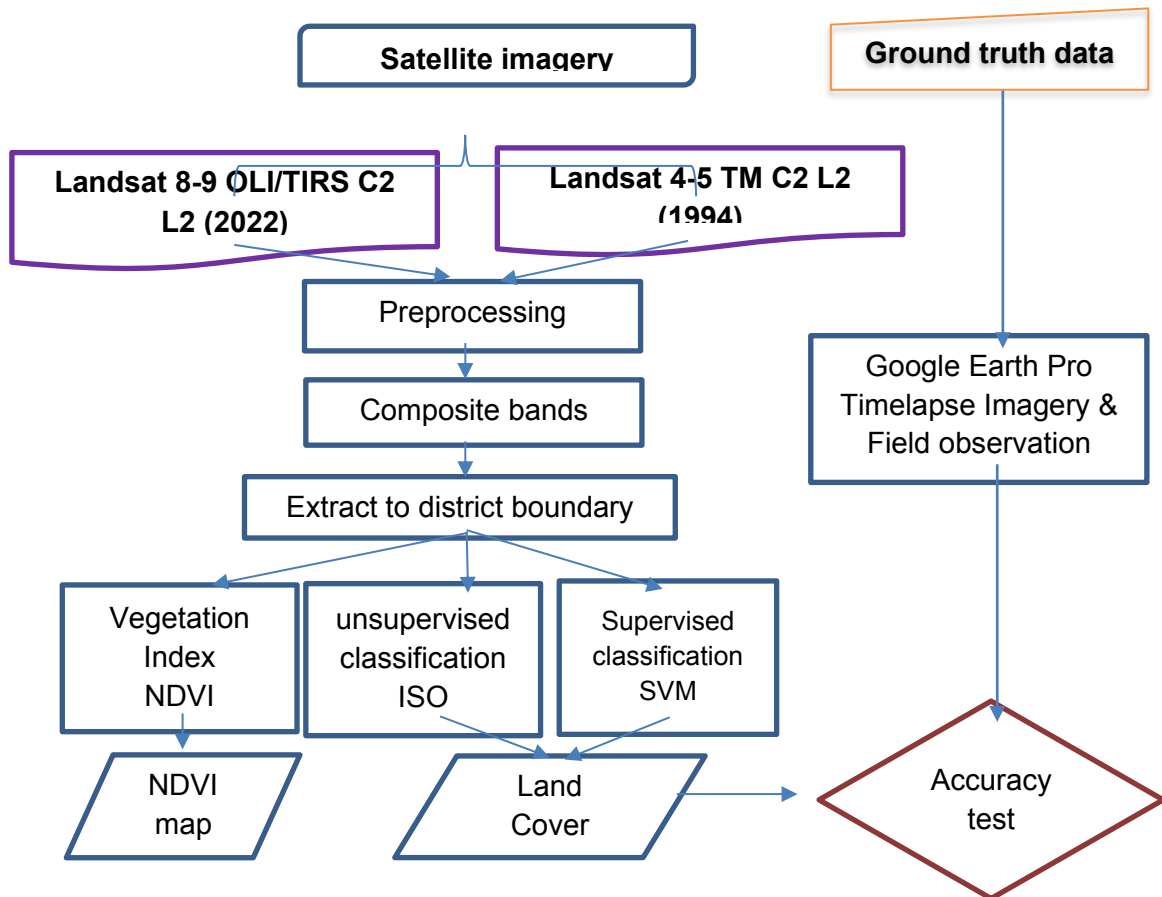 Satellite imagery
Ground truth data
Landsat 8-9 OLI/TIRS C2
L2 (2022)
Landsat 4-5 TM C2 L2
(1994)
Preprocessing
Composite bands
Extract to district boundary
Google Earth Pro
Timelapse Imagery &
Field observation
Vegetation
Index
NDVI
unsupervised
classification
ISO
Supervised
classification
SVM
NDVI
map
Land
Cover
Accuracy
test